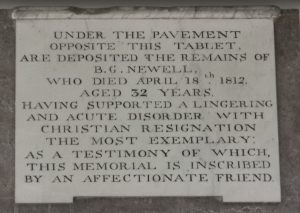 UNDER THE PAVEMENT
OPPOSITE THIS TABLET,
ARE DEPOSITED THE REMAINS OF
B. G. NEWELL,
WHO DIED APRIL 18th 1812,
AGED 32 YEARS.
HAVING SUPPORTED A LINGERING
AND ACUTE DISORDER WITH
CHRISTIAN RESIGNATION
THE MOST EXEMPLARY;
AS A TESTIMONY OF WHICH,
THIS MEMORIAL IS INSCRIBED
BY AN AFFECTIONATE FRIEND.